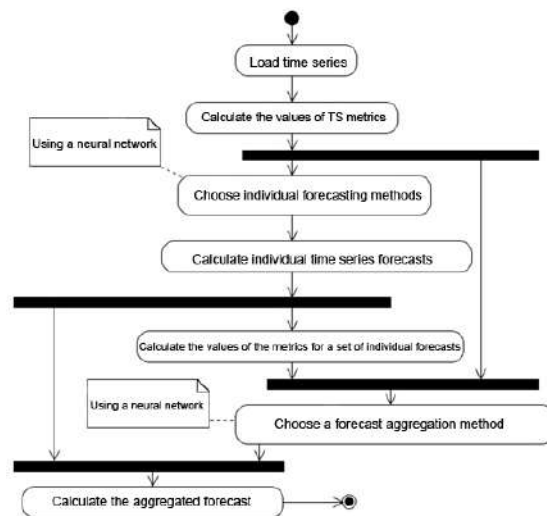 Load time series
Calculate the values of TS metrics
Using a neural network
Choose individual forecasting methods
Calculate individual time series forecasts
Calculate the values of the metrics for a set of individual forecasts
Using a neural network
Choose a forecast aggregation method
Calculate the aggregated forecast